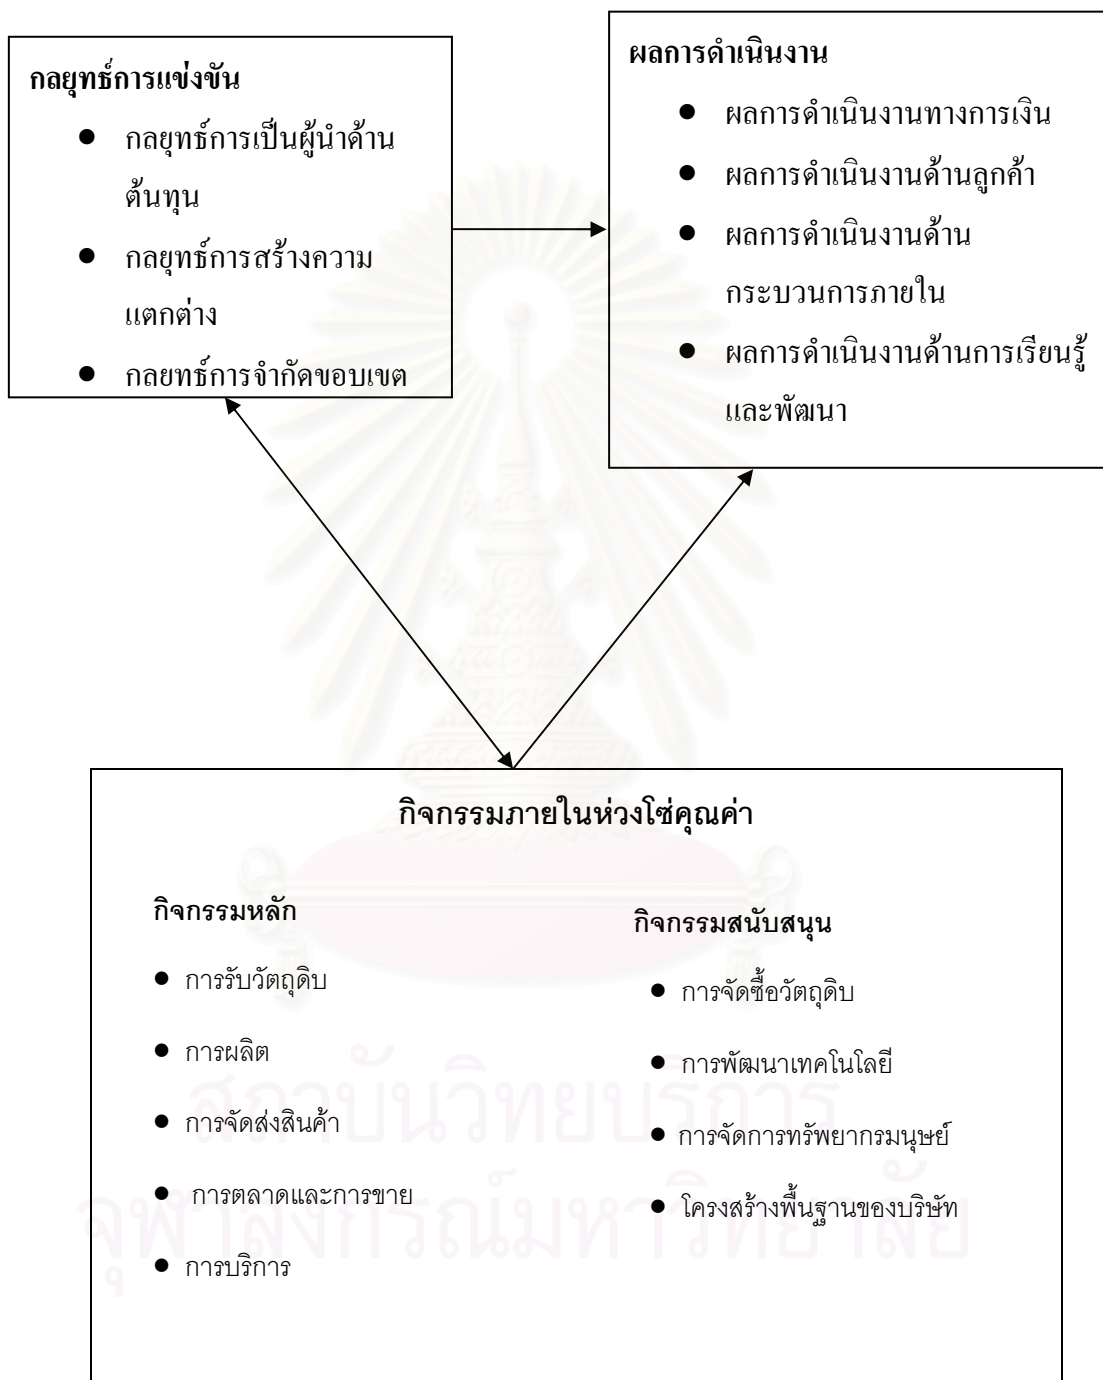 กลยุทธ์การแข่งขัน
● กลยุทธ์การเป็นผู้นำด้าน
ต้นทุน
● กลยุทธ์การสร้างความ
แตกต่าง
● กลยทธ์การจำกัดขอบเขต
ผลการดำเนินงาน
● ผลการดำเนินงานทางการเงิน
● ผลการดำเนินงานด้านลูกค้า
● ผลการดำเนินงานด้าน
กระบวนการภายใน
● ผลการดำเนินงานด้านการเรียนรู้
และพัฒนา
กิจกรรมภายในห่วงโซ่คุณค่า
กิจกรรมหลัก
● การรับวัตถุดิบ
● การผลิต
● การจัดส่งสินค้า
● การตลาดและการขาย
● การบริการ
กิจกรรมสนับสนุน
● การจัดซื้อวัตถุดิบ
● การพัฒนาเทคโนโลยี
● การจัดการทรัพยากรมนุษย์
● โครงสร้างพื้นฐานของบริษัท
สถาบันวิทยบริการ
จุฬาลงกรณ์มหาวิทยาลัย